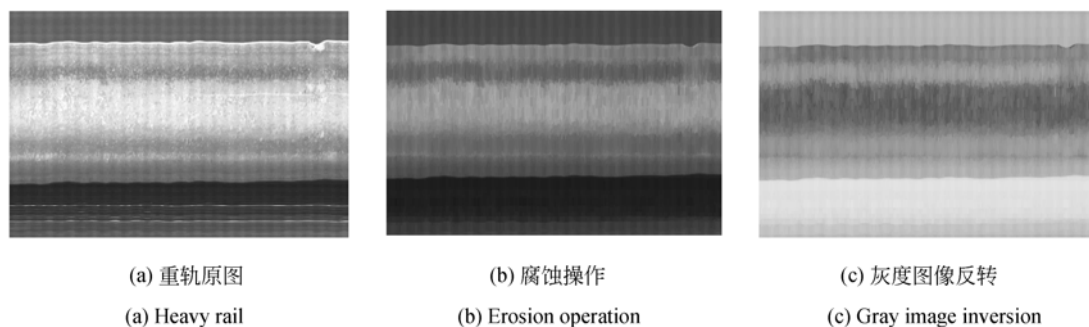 (a) 重轨原图
(b) 腐蚀操作
(c) 灰度图像反转
(a) Heavy rail
(b) Erosion operation
(c) Gray image inversion